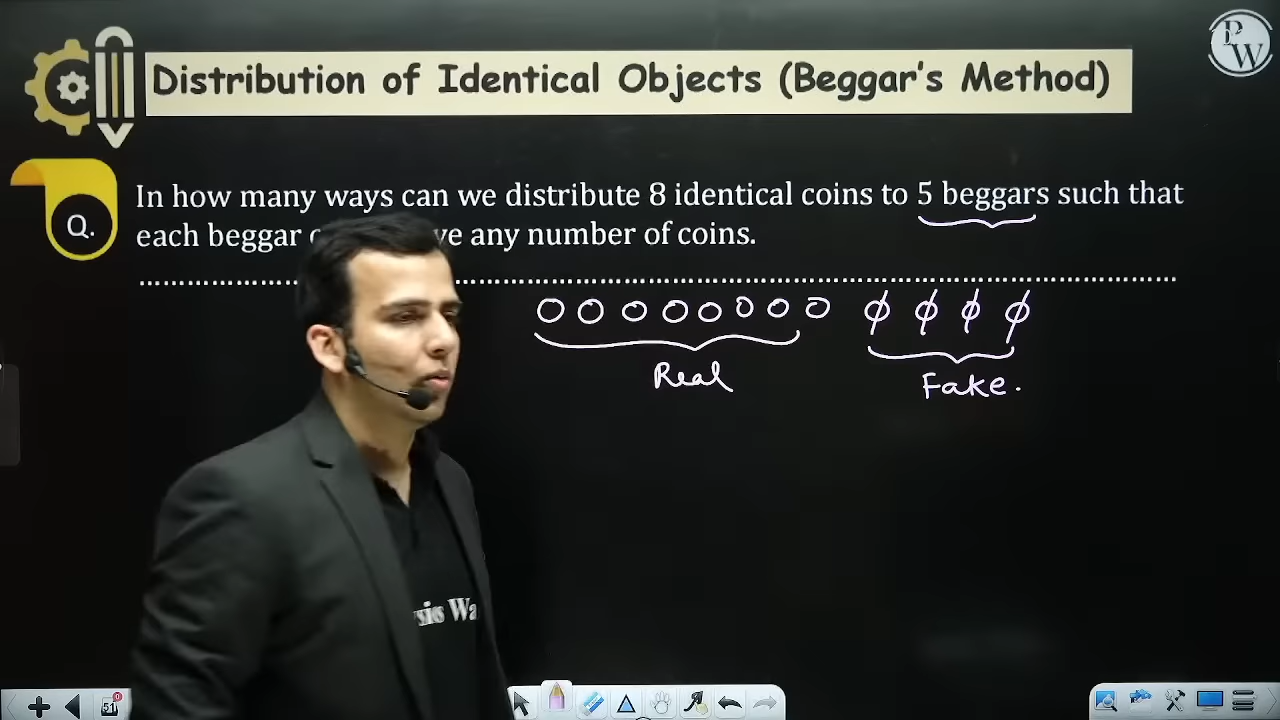 Distribution of Identical Objects (Beggar's Method)
PW
Q.
In how many ways can we distribute 8 identical coins to 5 beggars such that
each beggar any number of coins.
O O O O O O O O ϕ ϕ ϕ ϕ
Real
Fake.
51